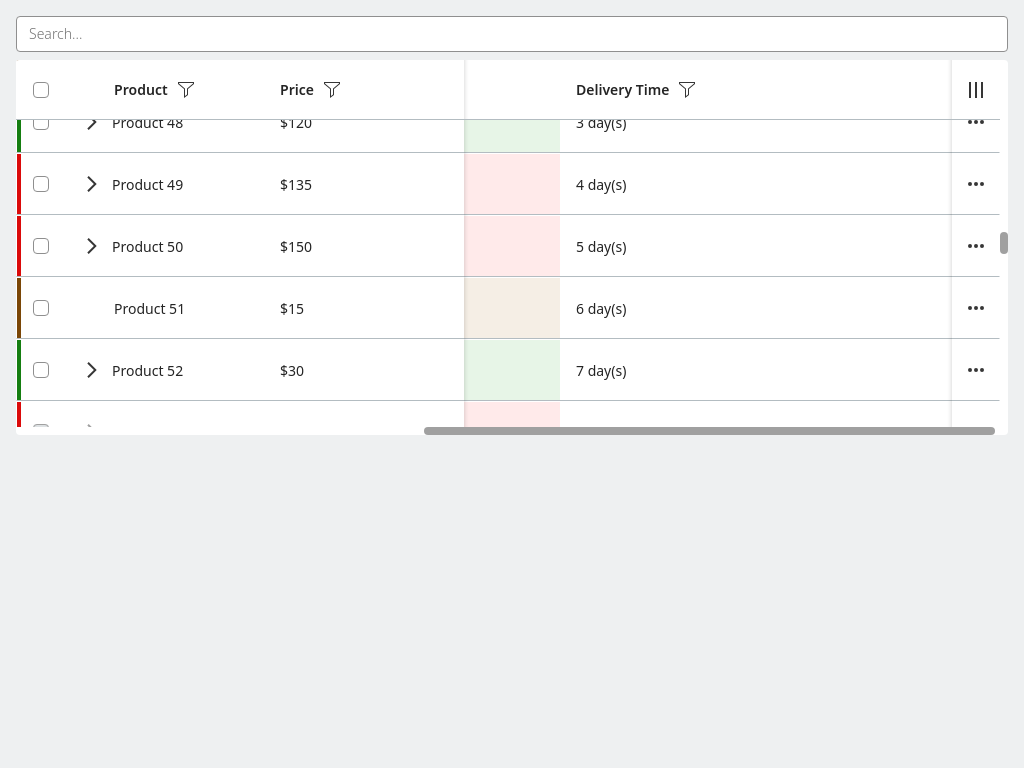 Search...
Product Price Delivery Time
Product 48 $120 3 day(s)
Product 49 $135 4 day(s)
Product 50 $150 5 day(s)
Product 51 $15 6 day(s)
Product 52 $30 7 day(s)